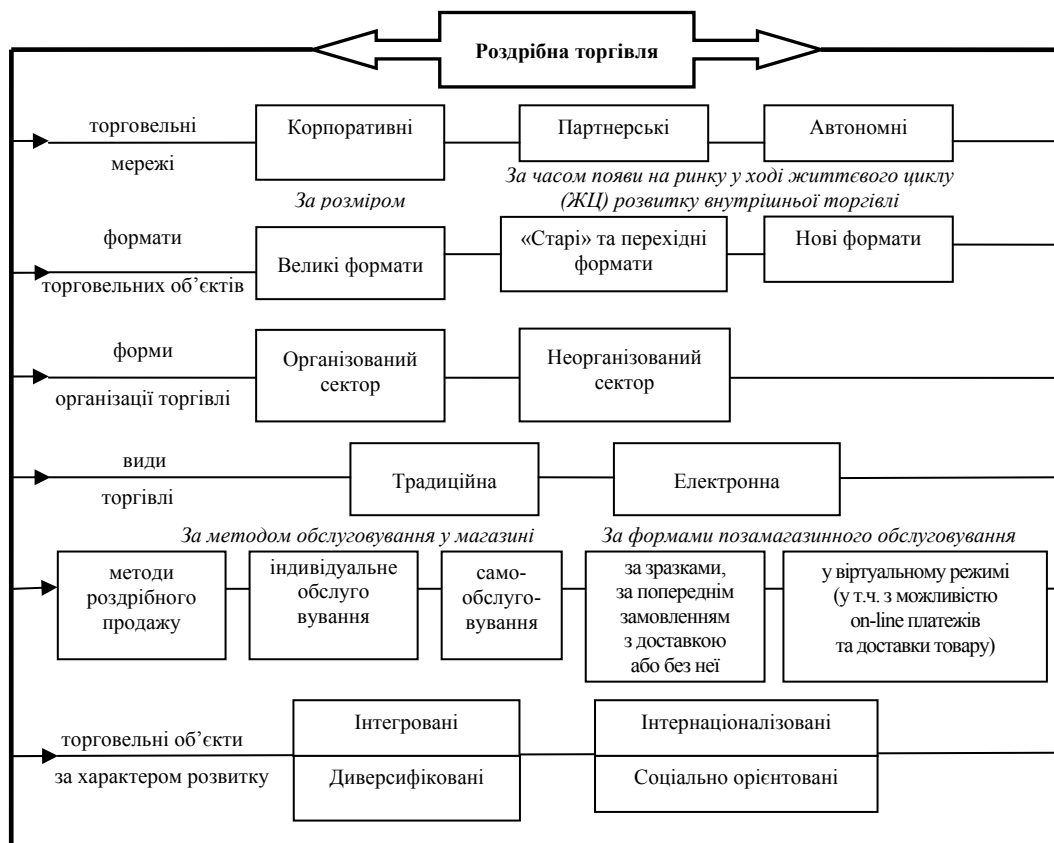 Роздрібна торгівля
торговельні
мережі
Корпоративні
Партнерські
Автономні
За розміром
За часом появи на ринку у ході життєвого циклу
(ЖЦ) розвитку внутрішньої торгівлі
формати
торговельних об’єктів
Великі формати
«Старі» та перехідні
формати
Нові формати
форми
організації торгівлі
Організований
сектор
Неорганізований
сектор
види
торгівлі
Традиційна
Електронна
За методом обслуговування у магазині
За формами позамагазинного обслуговування
методи
роздрібного
продажу
індивідуальне
обслуго
вування
само-
обслуго-
вування
за зразками,
за попереднім
замовленням
з доставкою
або без неї
у віртуальному режимі
(у т.ч. з можливістю
on-line платежів
та доставки товару)
торговельні об’єкти
за характером розвитку
Інтегровані
Диверсифіковані
Інтернаціоналізовані
Соціально орієнтовані